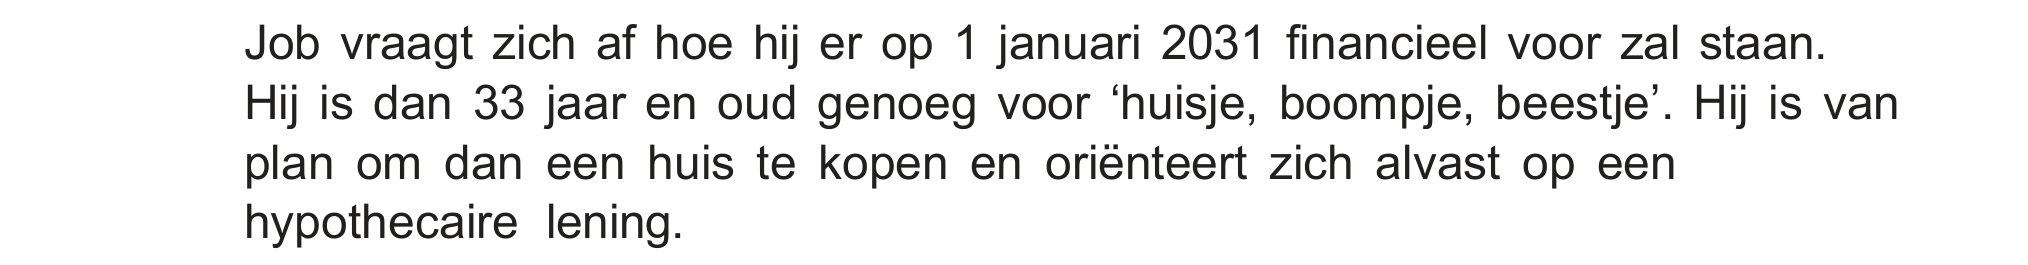 Job vraagt zich af hoe hij er op 1 januari 2031 financieel voor zal staan.
Hij is dan 33 jaar en oud genoeg voor ‘huisje, boompje, beestje’. Hij is van
plan om dan een huis te kopen en oriënteert zich alvast op een
hypothecaire lening.